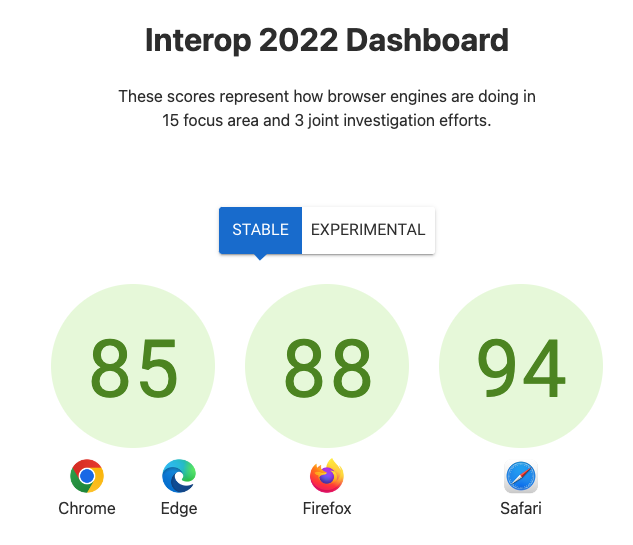 Interop 2022 Dashboard
These scores represent how browser engines are doing in
15 focus area and 3 joint investigation efforts.
STABLE EXPERIMENTAL
85 88 94
Chrome Edge Firefox Safari